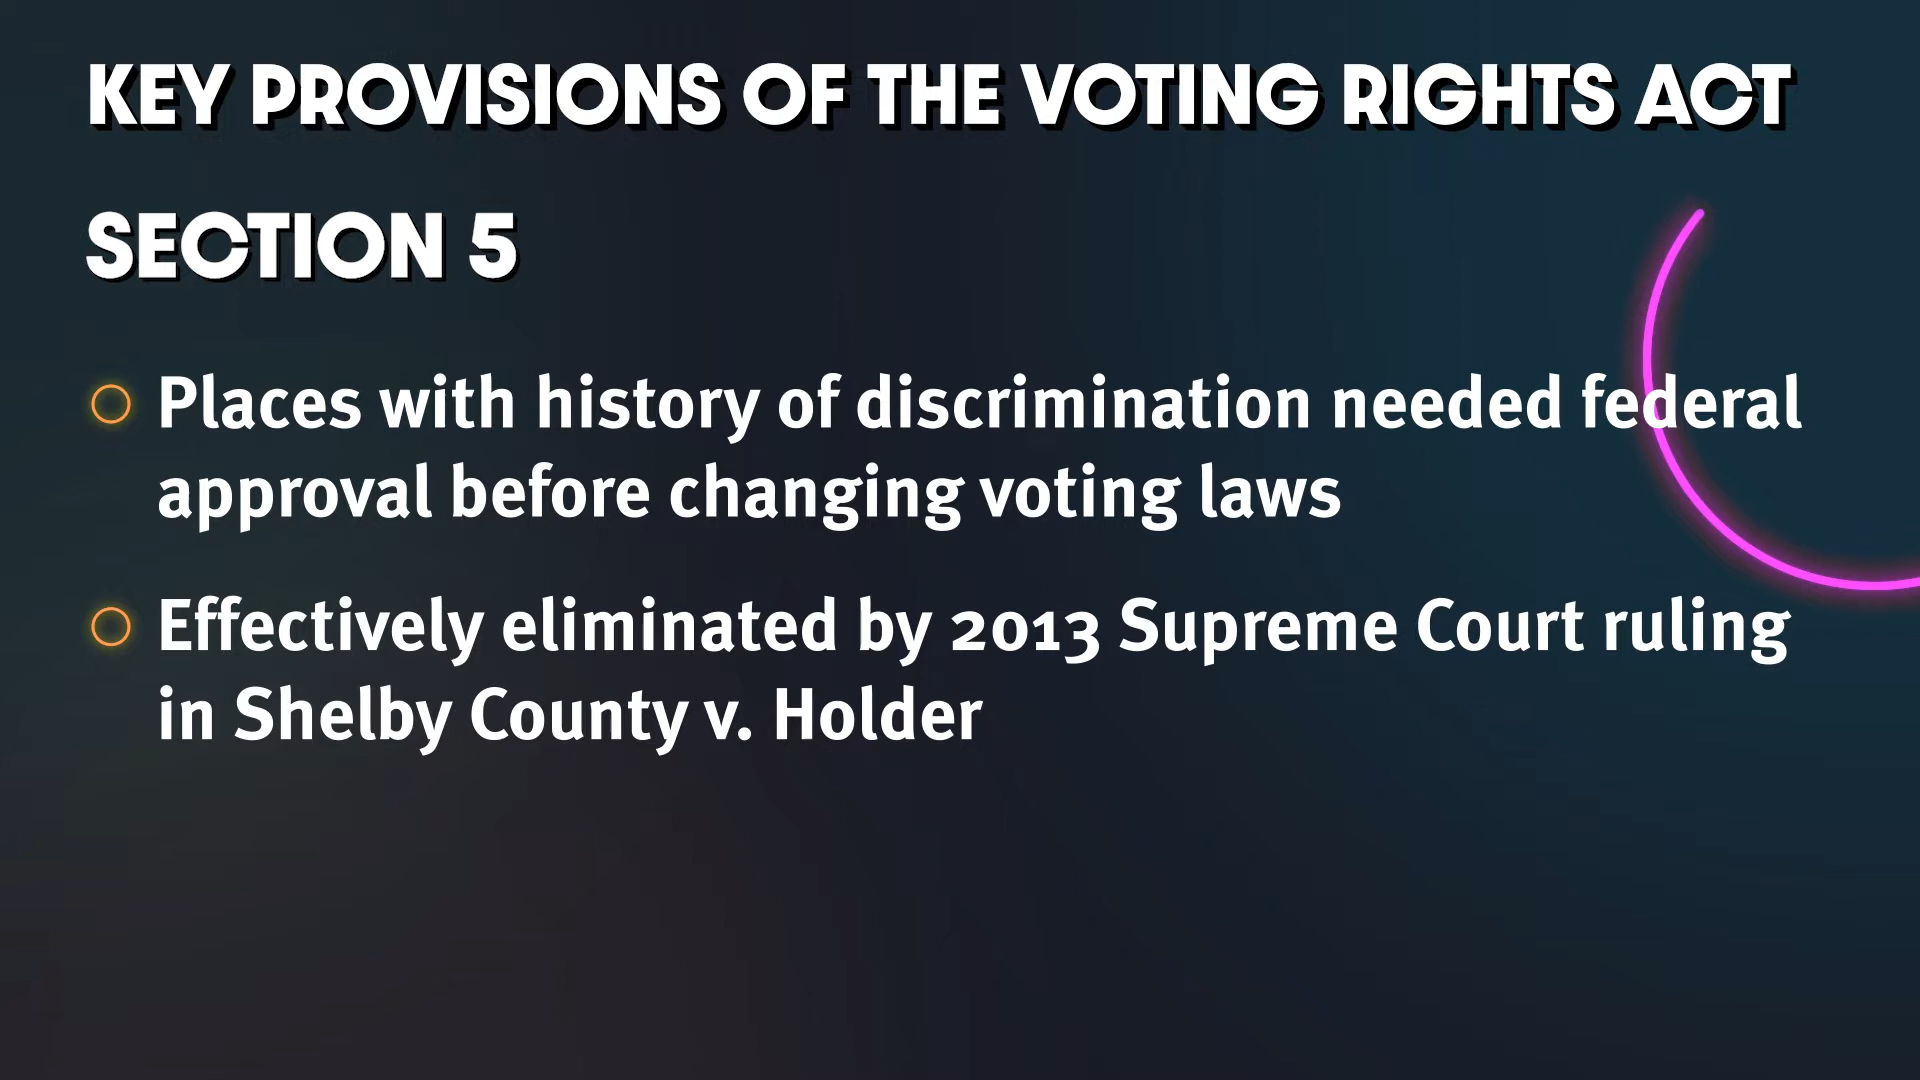 KEY PROVISIONS OF THE VOTING RIGHTS ACT
SECTION 5
Places with history of discrimination needed federal
approval before changing voting laws
Effectively eliminated by 2013 Supreme Court ruling
in Shelby County v. Holder